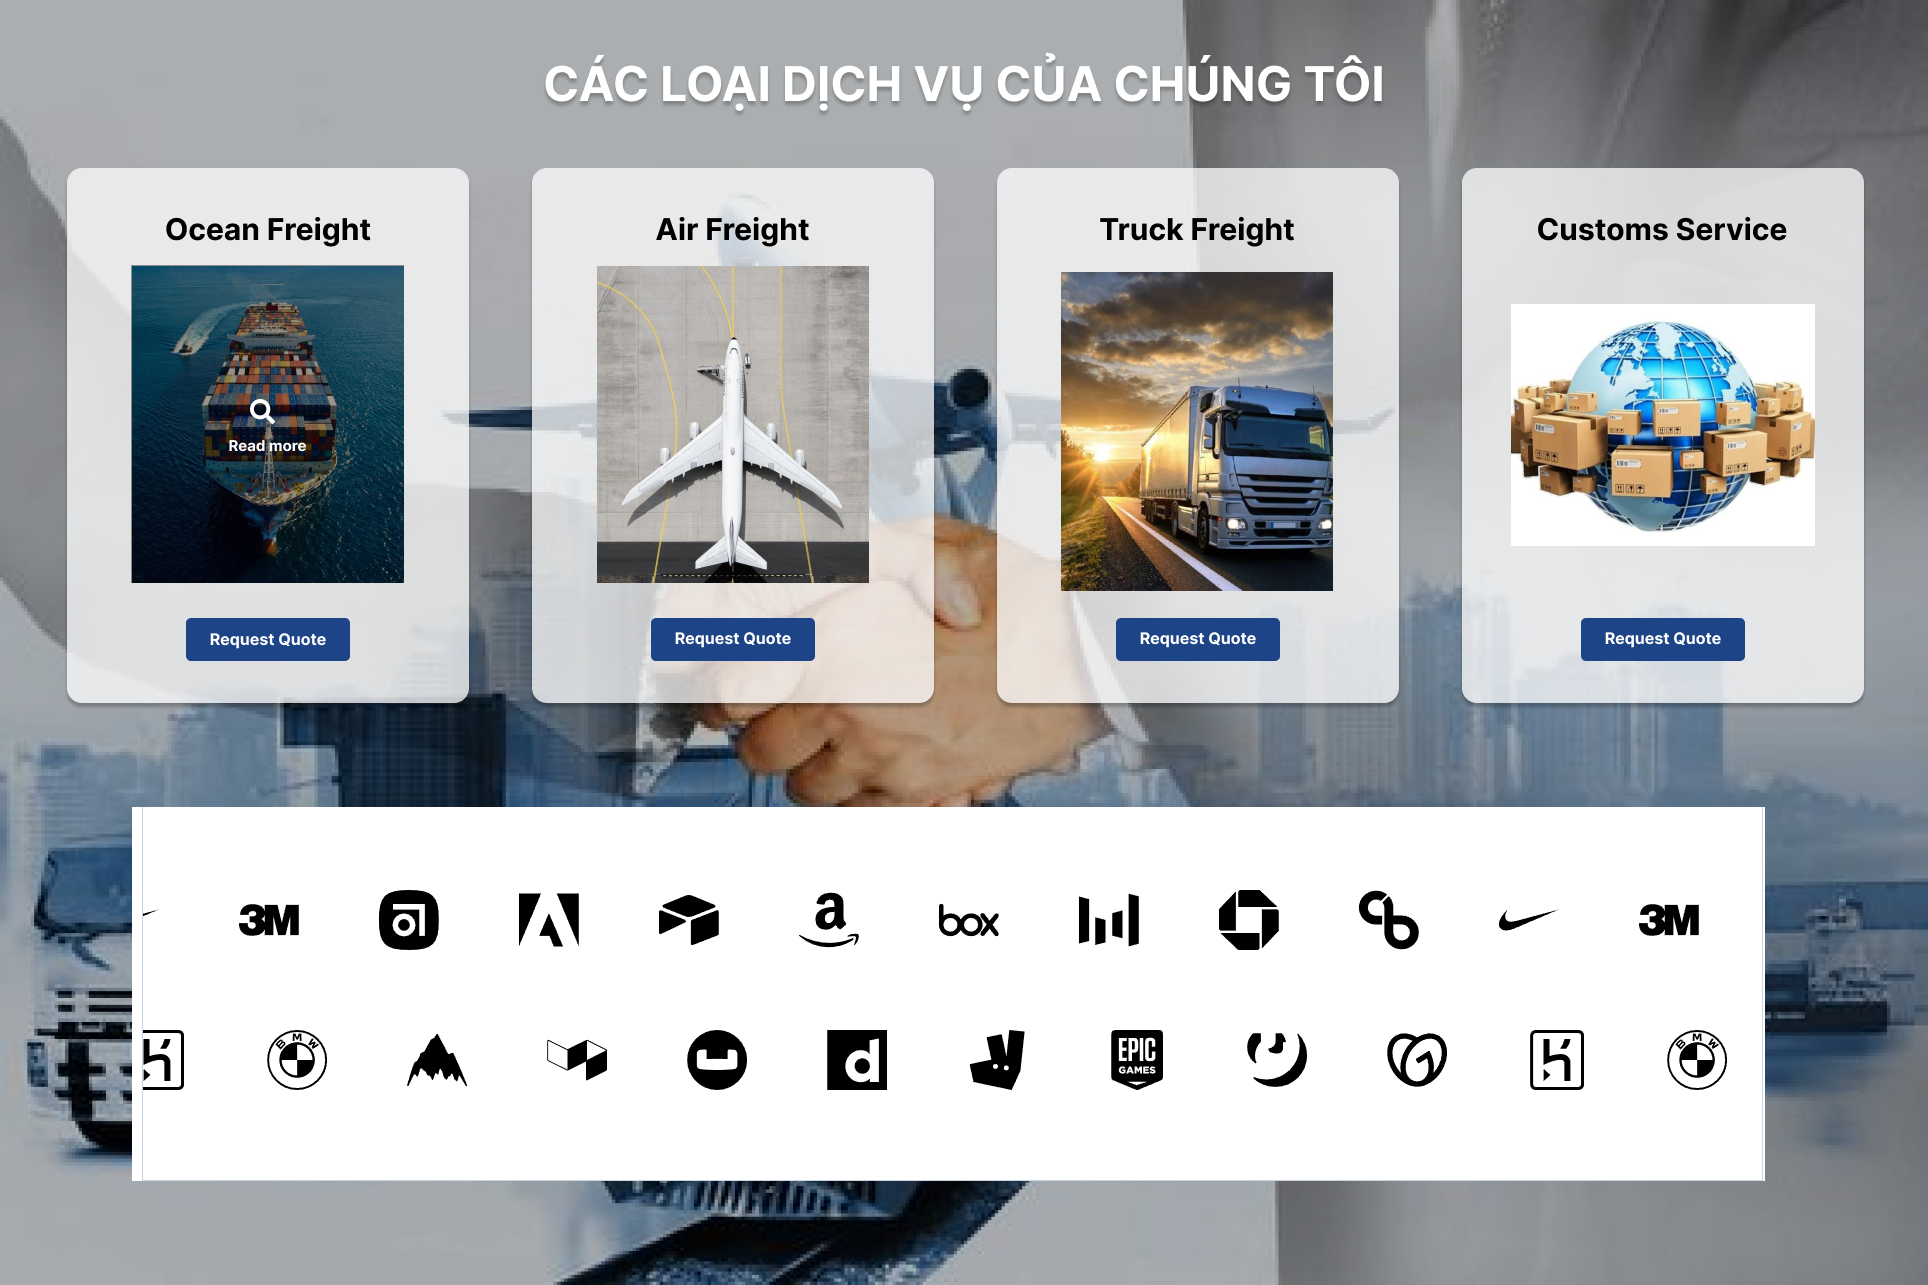 CÁC LOẠI DỊCH VỤ CỦA CHÚNG TÔI
Ocean Freight
Air Freight
Truck Freight
Customs Service
Read more
Request Quote
Request Quote
Request Quote
Request Quote
3M
a
box
3M
BMW
d
EPIC
GAMES
BMW